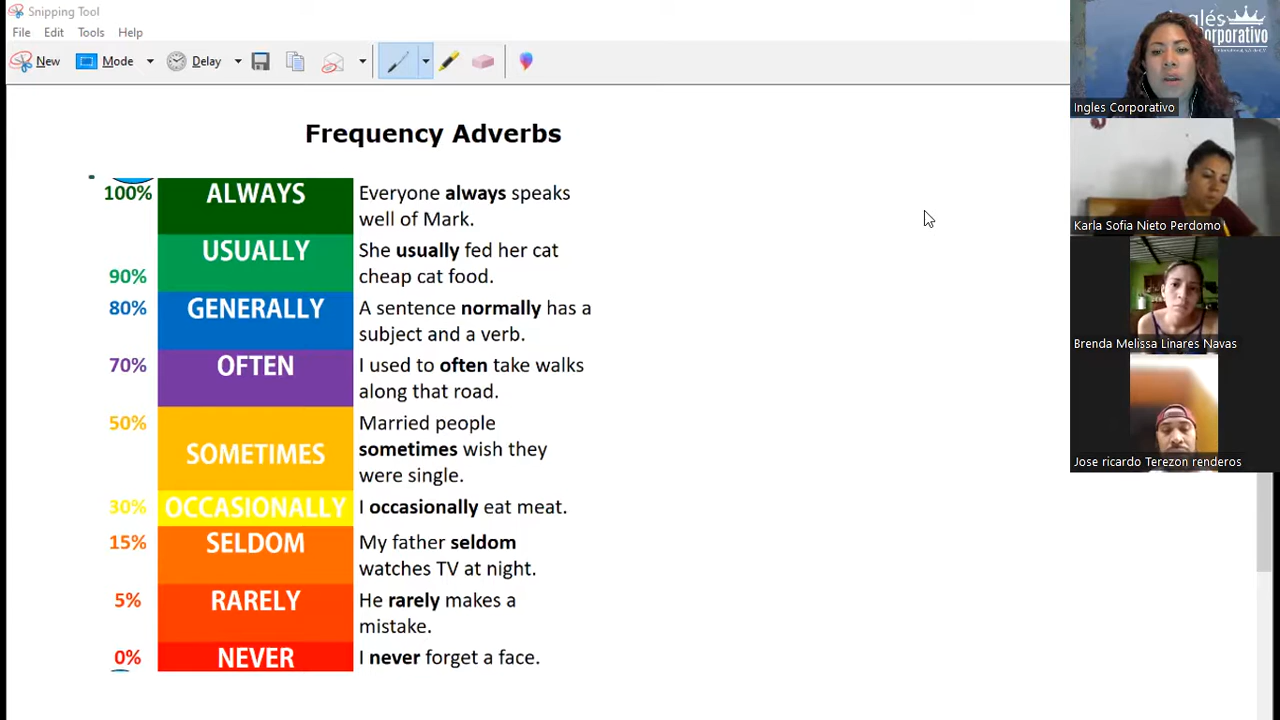 Snipping Tool
File Edit Tools Help
New Mode Delay
Frequency Adverbs
100% ALWAYS Everyone always speaks
well of Mark.
USUALLY She usually fed her cat
90% cheap cat food.
80% GENERALLY A sentence normally has a
subject and a verb.
70% OFTEN I used to often take walks
along that road.
50% Married people
SOMETIMES sometimes wish they
were single.
30% OCCASIONALLY I occasionally eat meat.
15% SELDOM My father seldom
watches TV at night.
5% RARELY He rarely makes a
mistake.
0% NEVER I never forget a face.
Inglés
Corporativo
Ingles Corporativo
Karla Sofia Nieto Perdomo
Brenda Melissa Linares Navas
Jose ricardo Terezon renderos